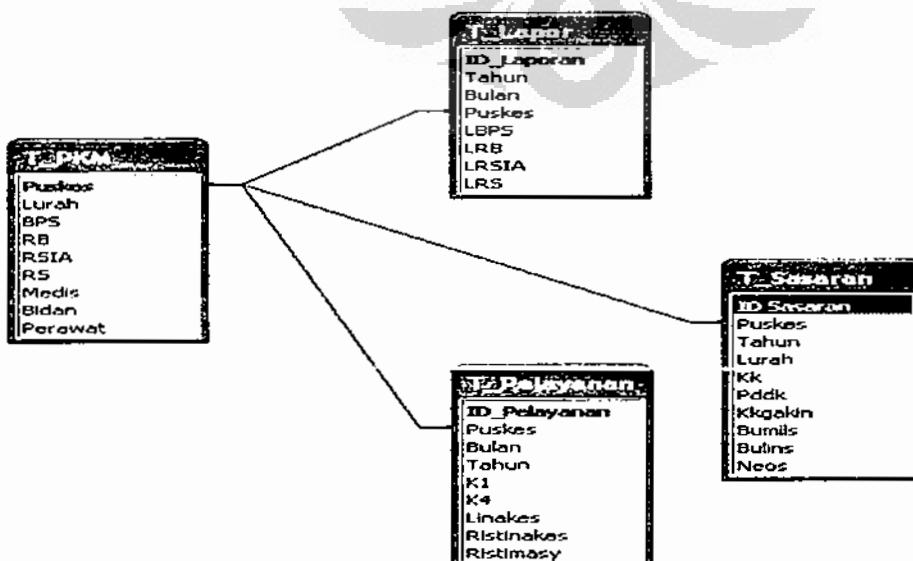 T_Lapor
ID_Laporan
Tahun
Bulan
Puskes
LBPS
LRB
LRSIA
LRS
T_PKM
Puskes
Lurah
BPS
RB
RSIA
RS
Medis
Bidan
Perawat
T_Sasaran
ID Sasaran
Puskes
Tahun
Lurah
Kk
Pddk
Kkgakin
Bumils
Bulins
Neos
T_Pelayanan
ID_Pelayanan
Puskes
Bulan
Tahun
K1
K4
Linakes
Ristinakes
Ristimasy